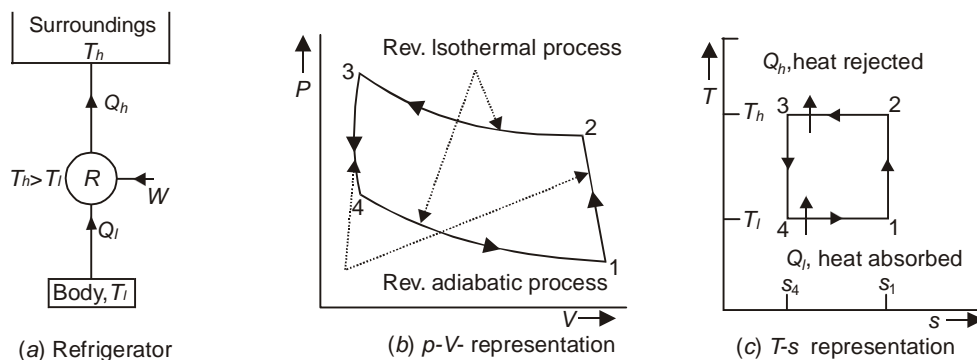 Surroundings
T_h
Q_h
T_h > T_l
R
W
Q_l
Body, T_l
(a) Refrigerator
Rev. Isothermal process
P
3
2
4
1
Rev. adiabatic process
V
(b) p-V- representation
Q_h, heat rejected
T
T_h
3
2
T_l
4
1
Q_l, heat absorbed
s_4
s_1
s
(c) T-s representation